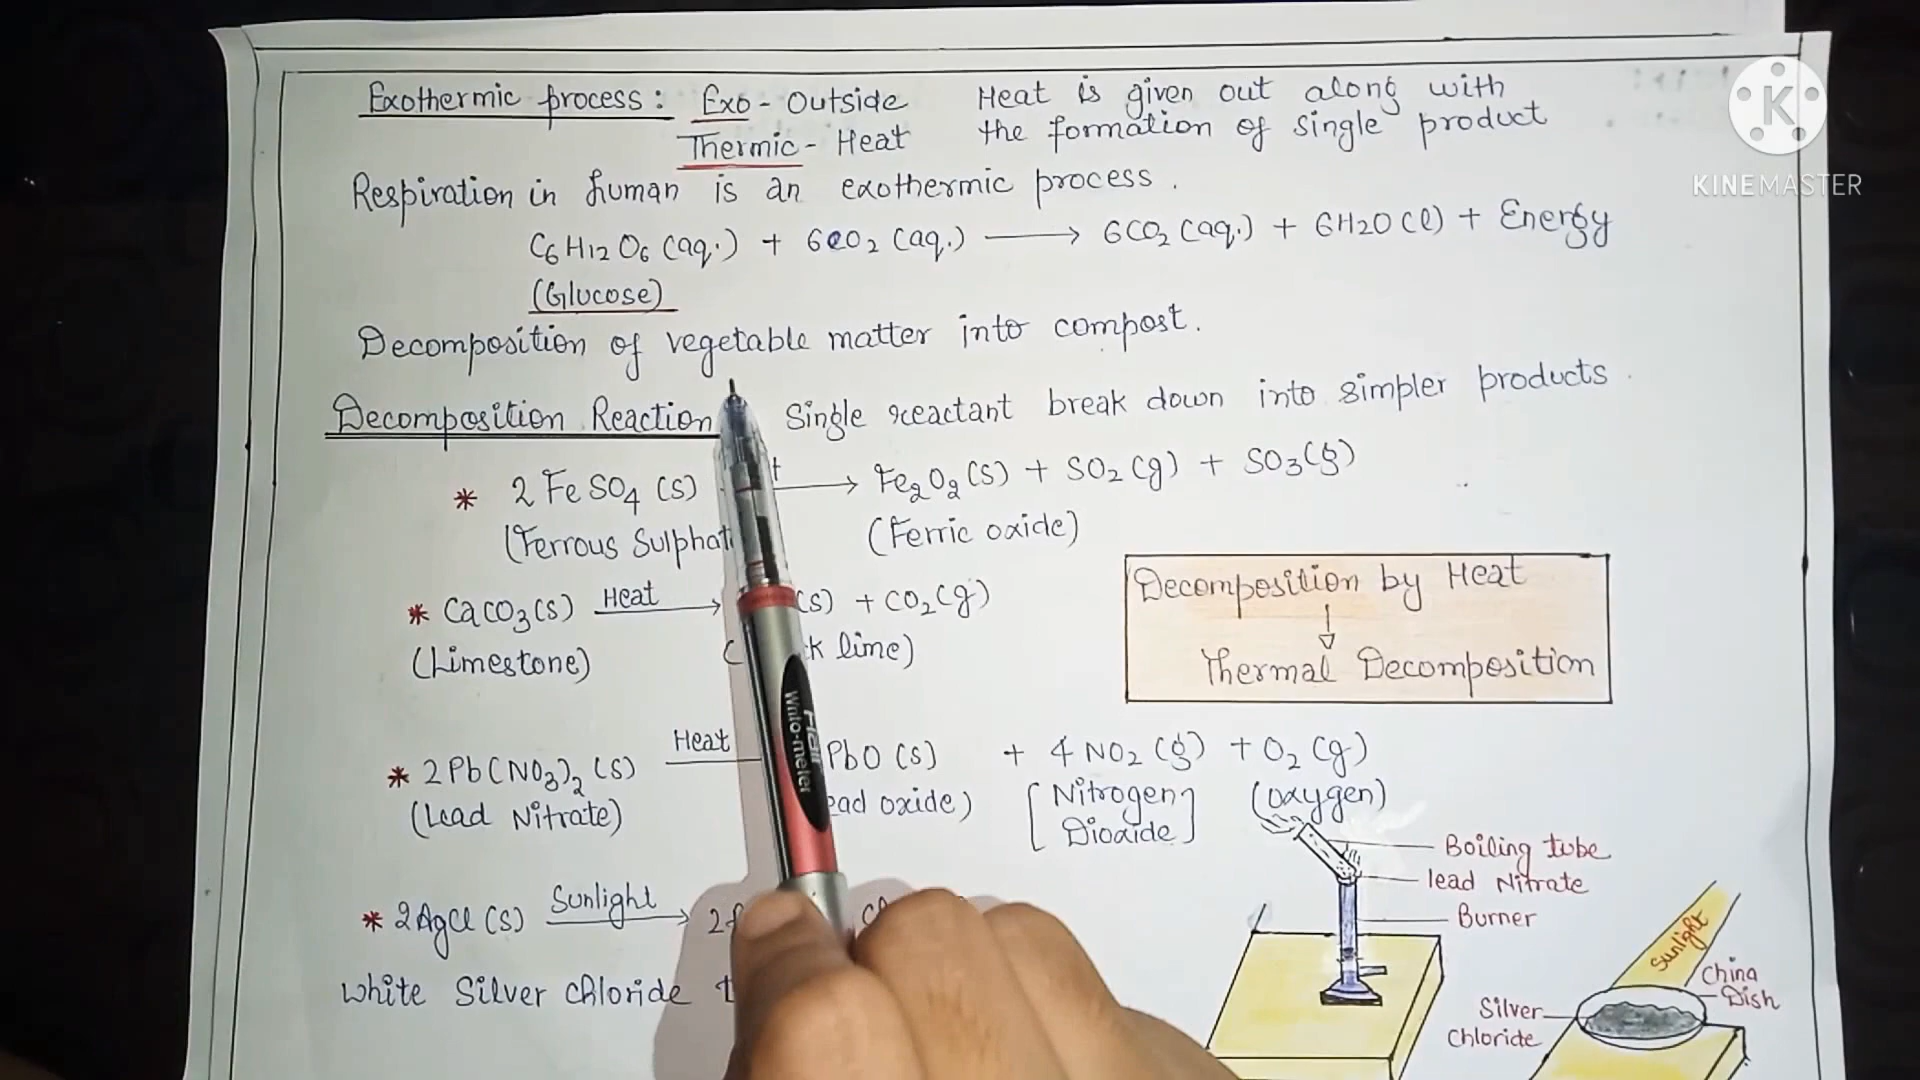 Exothermic process: Exo - Outside Heat is given out along with
Thermic - Heat the formation of single product
Respiration in human is an exothermic process.
C6H12O6 (aq.) + 6O2 (aq.) ⟶ 6CO2 (aq.) + 6H2O (l) + Energy
(Glucose)
Decomposition of vegetable matter into compost.
Decomposition Reaction Single reactant break down into simpler products.
* 2 FeSO4 (s) ⟶ Fe2O2 (s) + SO2 (g) + SO3 (g)
(Ferrous Sulphat (Ferric oxide)
* CaCO3 (s) Heat ⟶ (s) + CO2 (g)
(Limestone) ( k lime)
Decomposition by Heat
↓
Thermal Decomposition
* 2Pb(NO3)2 (s) Heat PbO (s) + 4 NO2 (g) + O2 (g)
(Lead Nitrate) ead oxide) [Nitrogen Dioxide] (oxygen)
* 2AgCl (s) Sunlight ⟶ 2
white Silver chloride t
Boiling tube
lead Nitrate
Burner
Sunlight
China
Dish
Silver
Chloride
K
KINEMASTER
Flair
Writo-meter